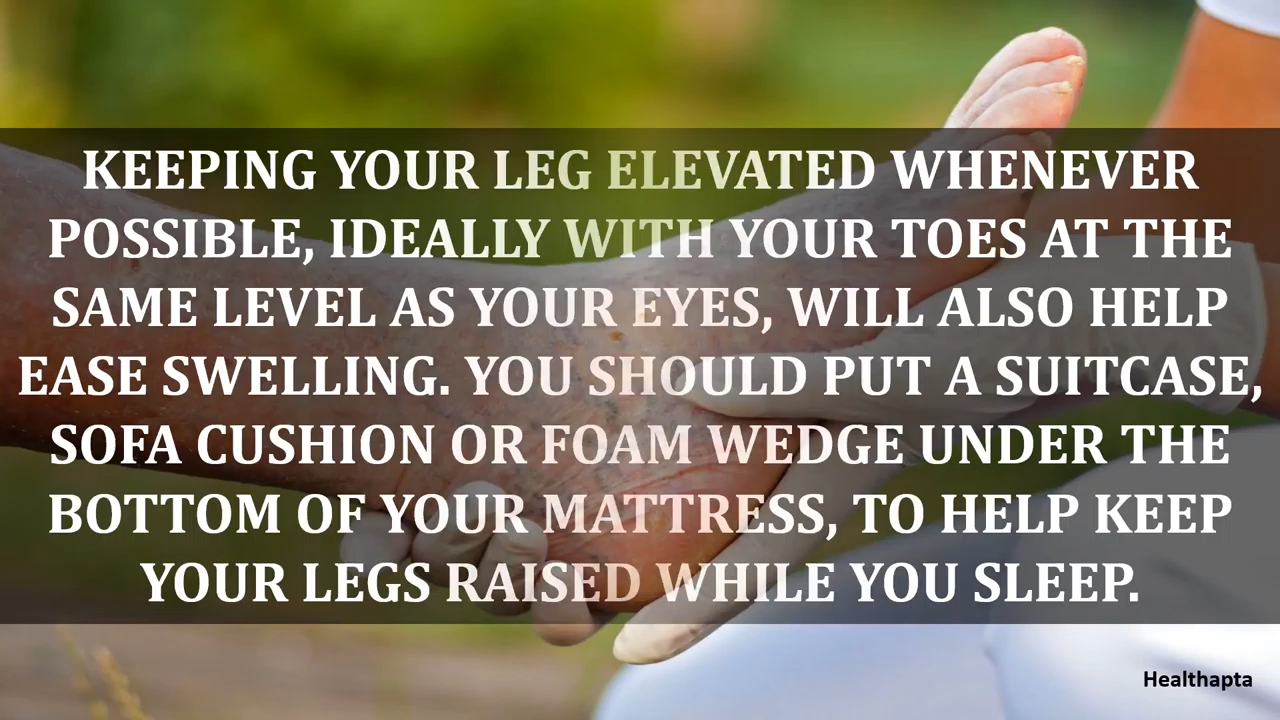 KEEPING YOUR LEG ELEVATED WHENEVER
POSSIBLE, IDEALLY WITH YOUR TOES AT THE
SAME LEVEL AS YOUR EYES, WILL ALSO HELP
EASE SWELLING. YOU SHOULD PUT A SUITCASE,
SOFA CUSHION OR FOAM WEDGE UNDER THE
BOTTOM OF YOUR MATTRESS, TO HELP KEEP
YOUR LEGS RAISED WHILE YOU SLEEP.
Healthapta